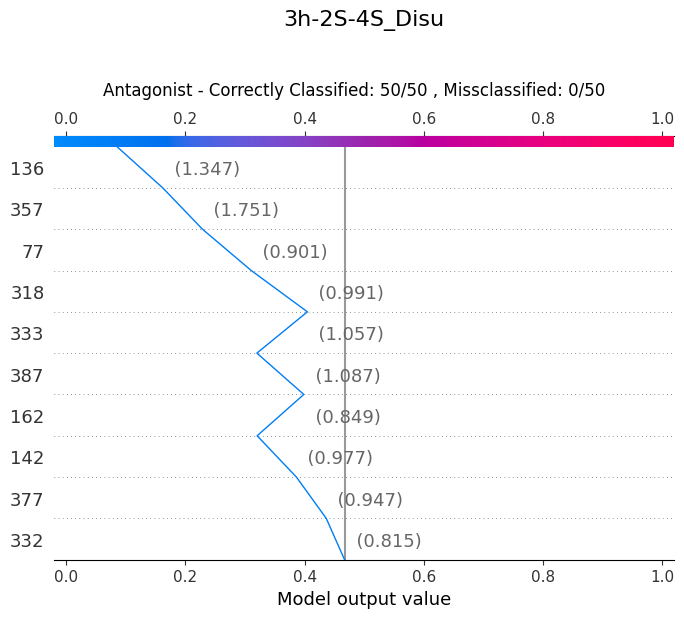 3h-2S-4S_Disu
Antagonist - Correctly Classified: 50/50 , Missclassified: 0/50
0.0 0.2 0.4 0.6 0.8 1.0
136 (1.347)
357 (1.751)
77 (0.901)
318 (0.991)
333 (1.057)
387 (1.087)
162 (0.849)
142 (0.977)
377 (0.947)
332 (0.815)
0.0 0.2 0.4 0.6 0.8 1.0
Model output value